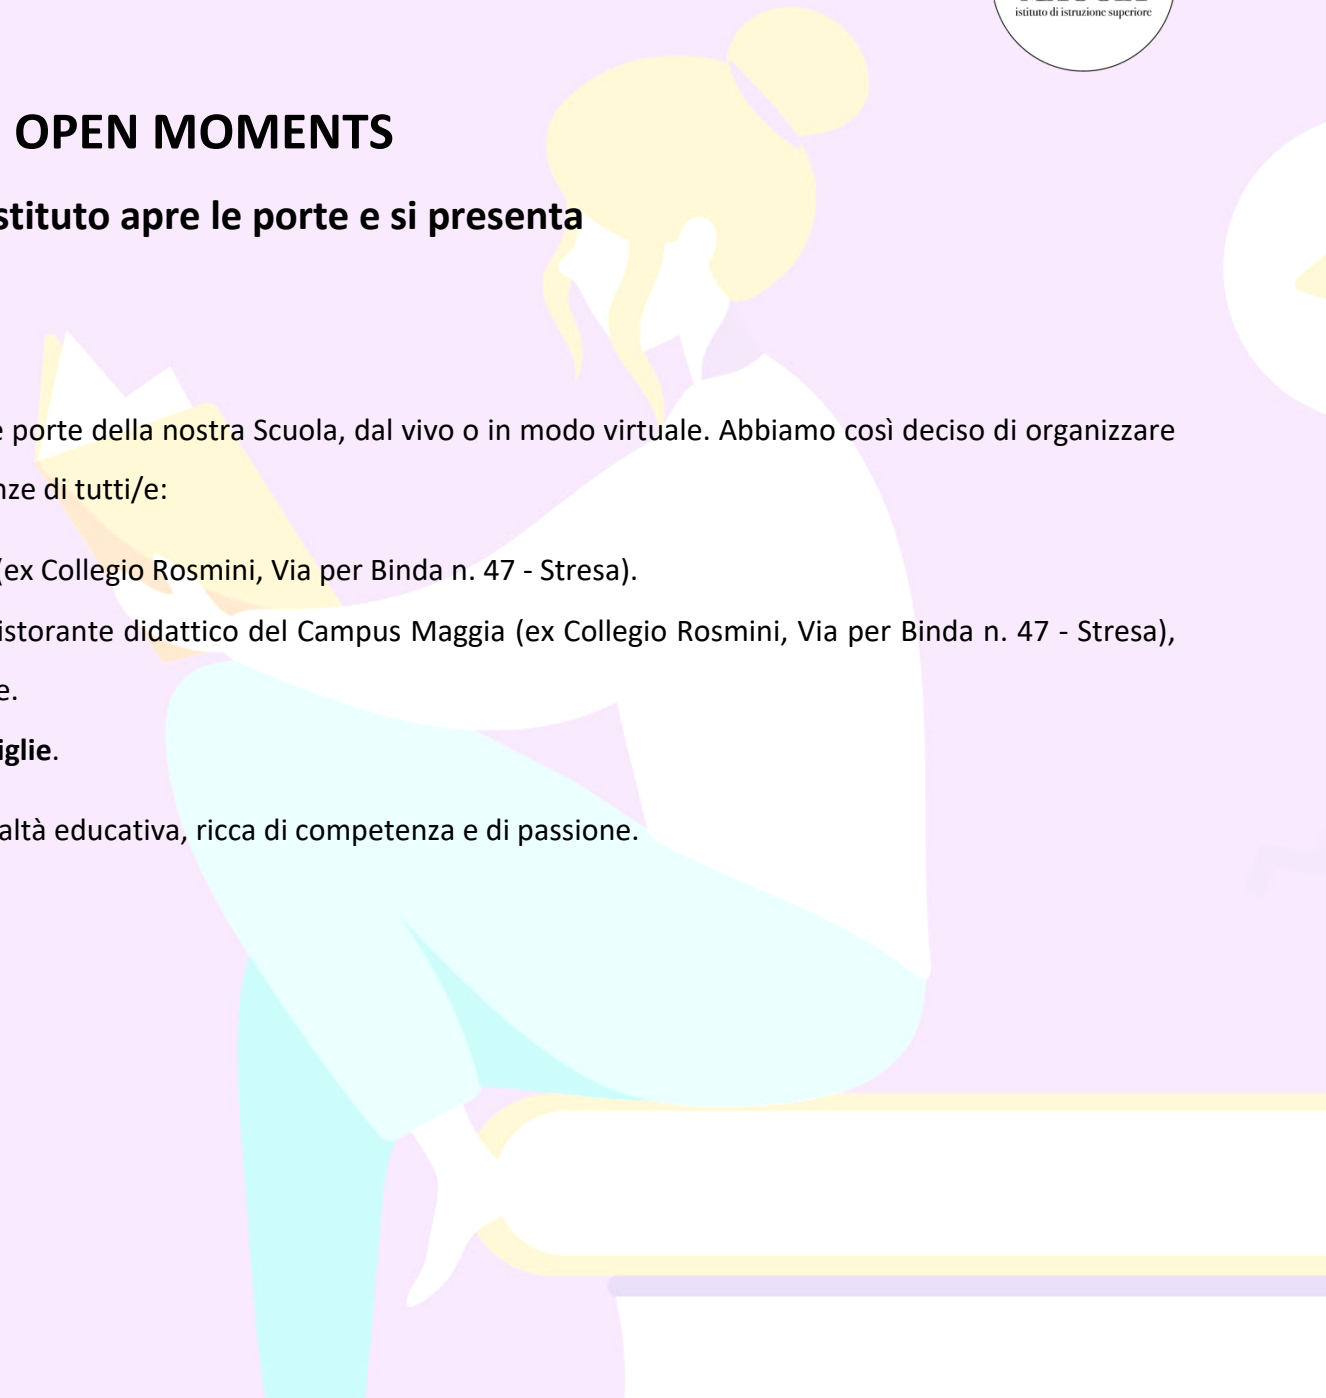 istituto di istruzione superiore
OPEN MOMENTS
stituto apre le porte e si presenta
e porte della nostra Scuola, dal vivo o in modo virtuale. Abbiamo così deciso di organizzare
nze di tutti/e:
(ex Collegio Rosmini, Via per Binda n. 47 - Stresa).
istorante didattico del Campus Maggia (ex Collegio Rosmini, Via per Binda n. 47 - Stresa),
e.
iglie.
altà educativa, ricca di competenza e di passione.